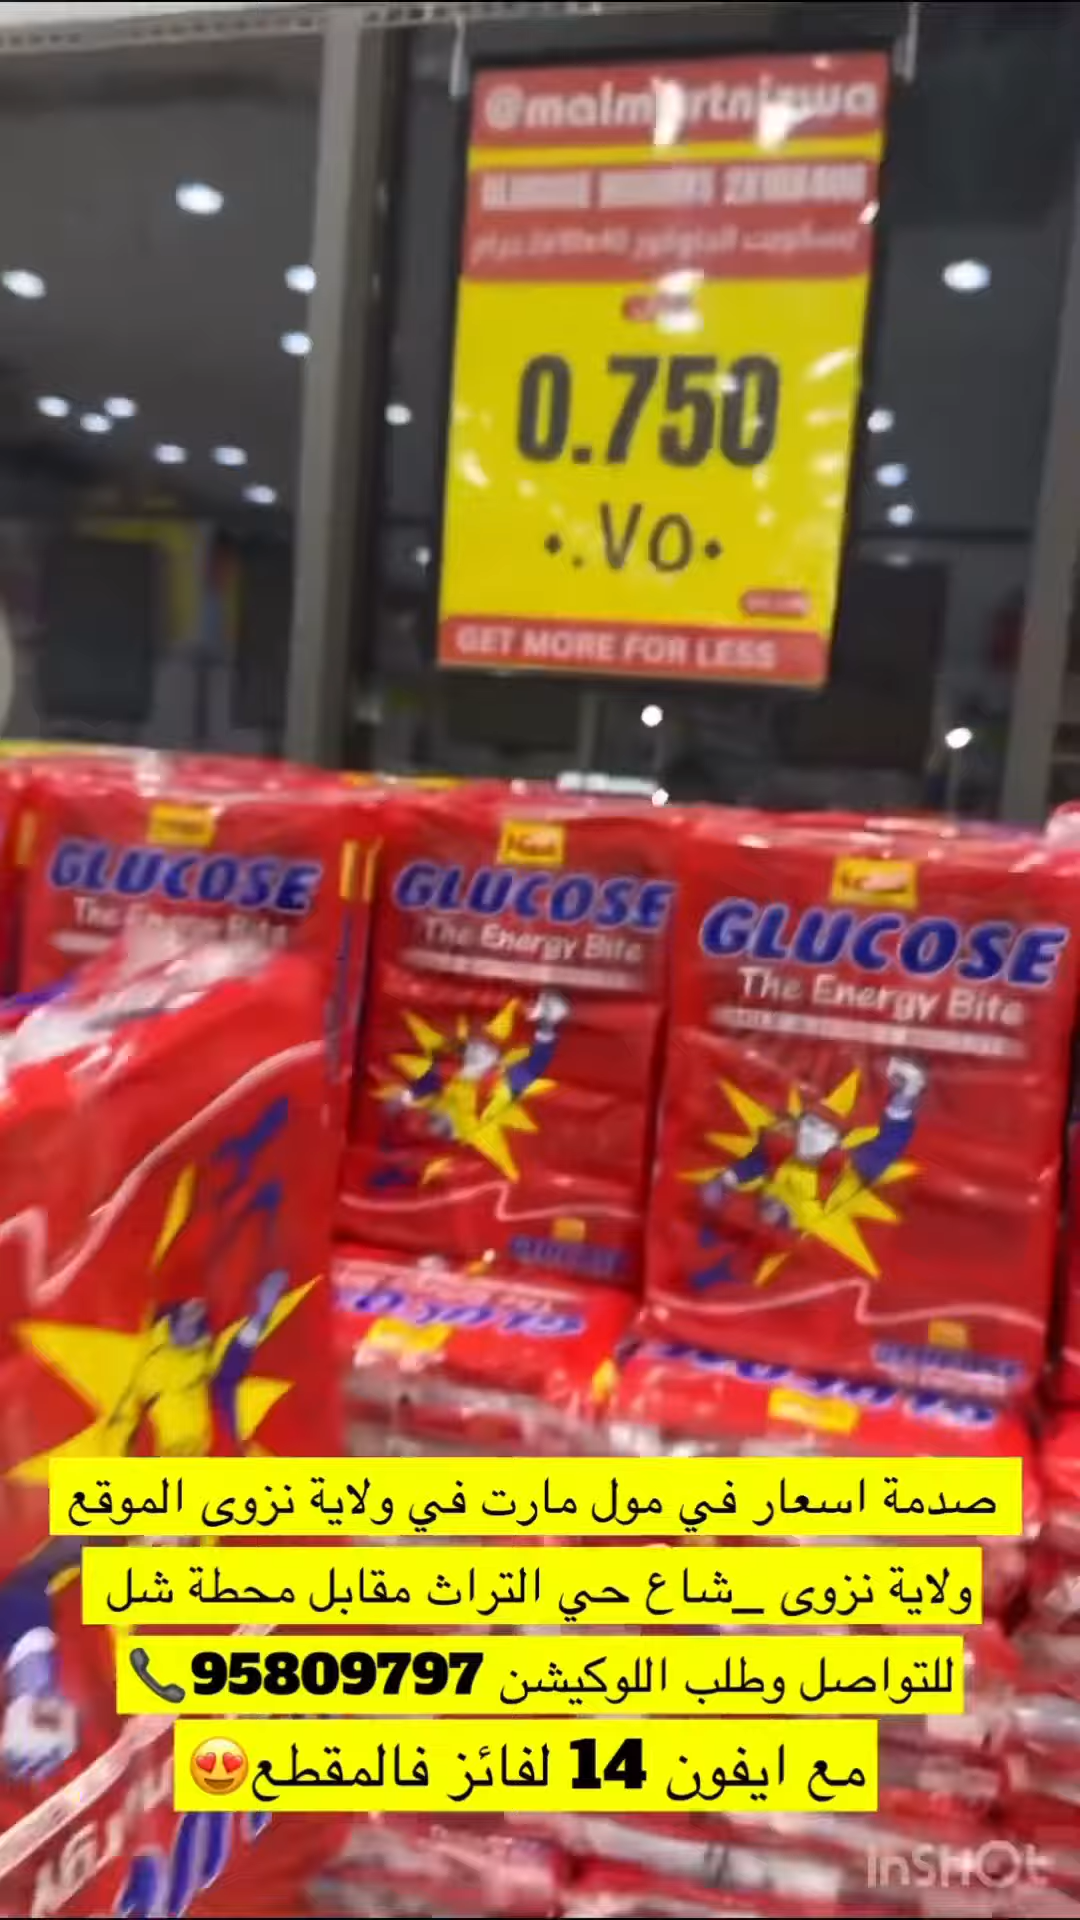 GLUCOSE
0.750
٠.٧٥٠
GET MORE FOR LESS
GLUCOSE
The Energy Bite
GLUCOSE
The Energy Bite
GLUCOSE
The Energy Bite
صدمة اسعار في مول مارت في ولاية نزوى الموقع
ولاية نزوى _شاع حي التراث مقابل محطة شل
للتواصل وطلب اللوكيشن 95809797📞
مع ايفون 14 لفائز فالمقطع😍
InSHOt